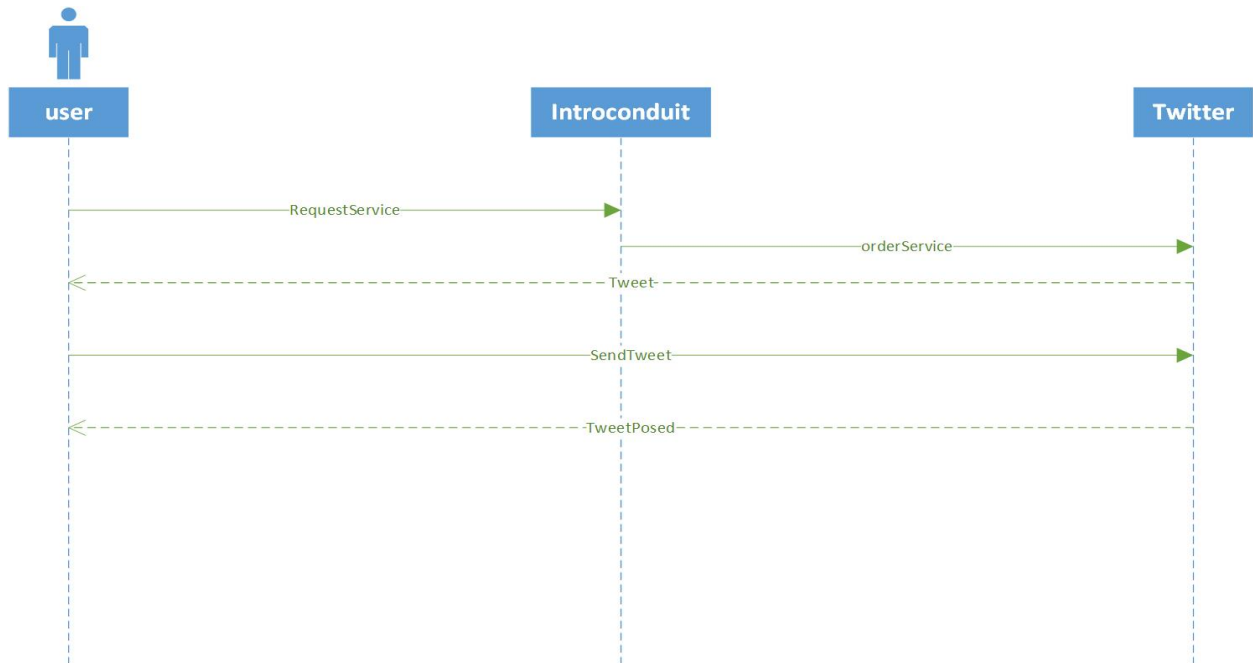 user
Introconduit
Twitter
RequestService
orderService
Tweet
SendTweet
TweetPosed